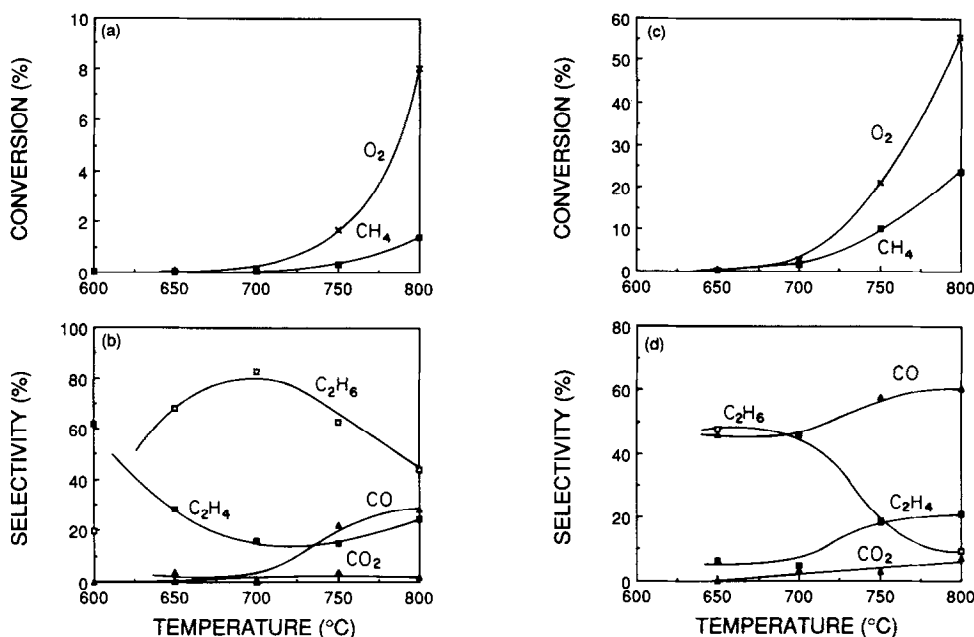 (a)
CONVERSION (%)
10
8
6
4
2
0
O₂
CH₄
600 650 700 750 800
(b)
SELECTIVITY (%)
100
80
60
40
20
0
C₂H₆
C₂H₄
CO
CO₂
600 650 700 750 800
TEMPERATURE (°C)
(c)
CONVERSION (%)
60
50
40
30
20
10
0
O₂
CH₄
600 650 700 750 800
(d)
SELECTIVITY (%)
80
60
40
20
0
CO
C₂H₆
C₂H₄
CO₂
600 650 700 750 800
TEMPERATURE (°C)